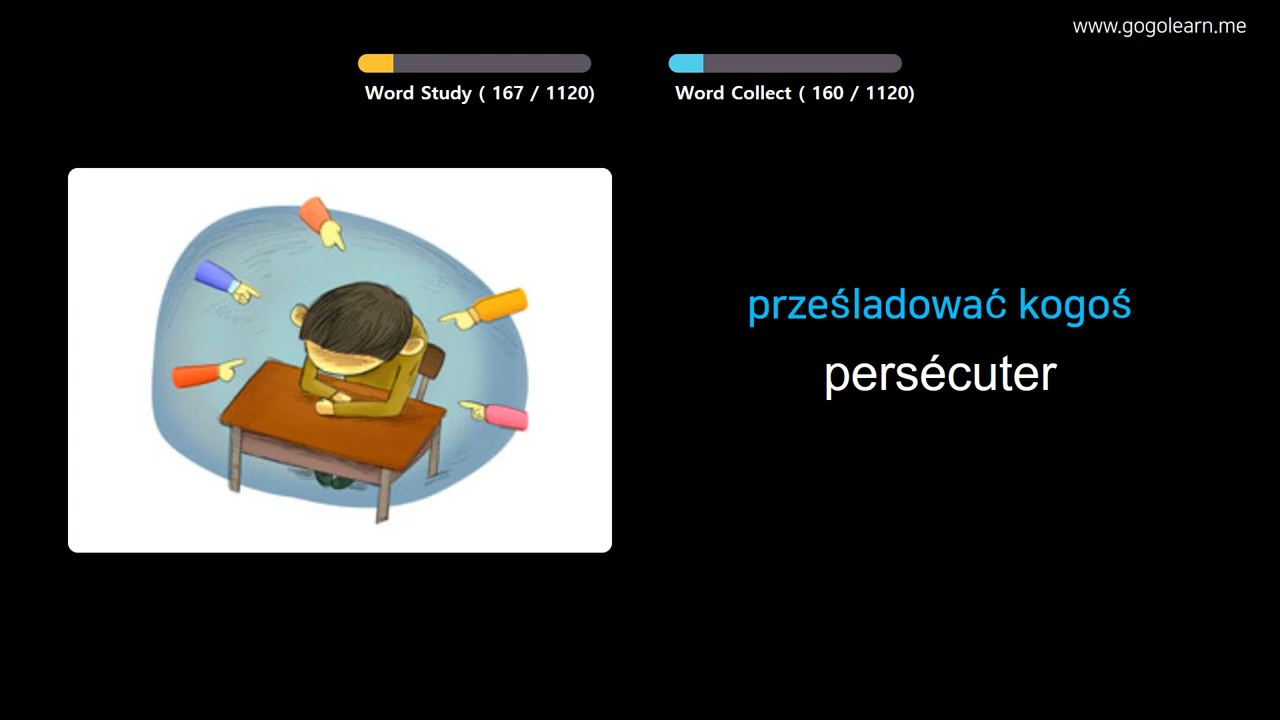 www.gogolearn.me
Word Study ( 167 / 1120)
Word Collect ( 160 / 1120)
prześladować kogoś
persécuter